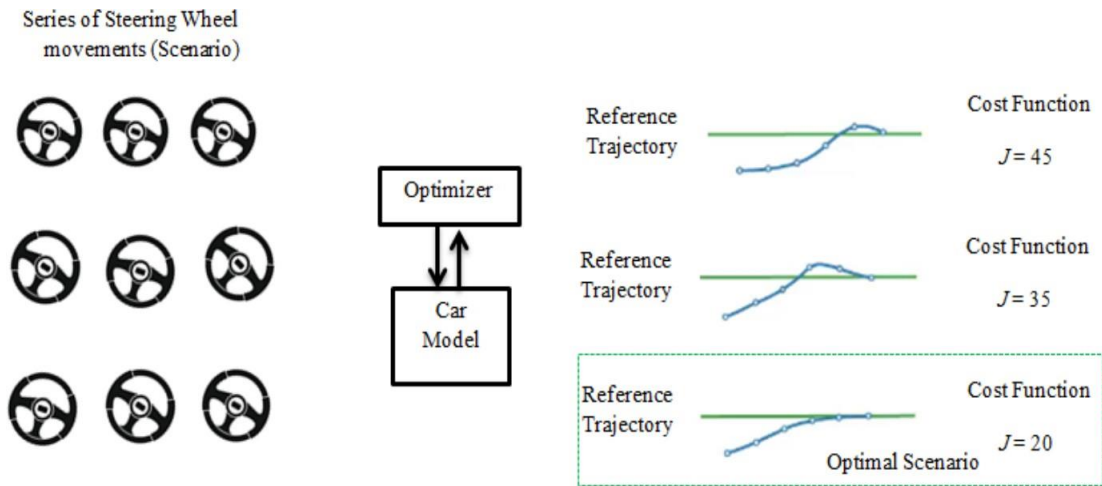 Series of Steering Wheel
movements (Scenario)
Optimizer
Car
Model
Reference
Trajectory
Cost Function
J = 45
Reference
Trajectory
Cost Function
J = 35
Reference
Trajectory
Cost Function
J = 20
Optimal Scenario